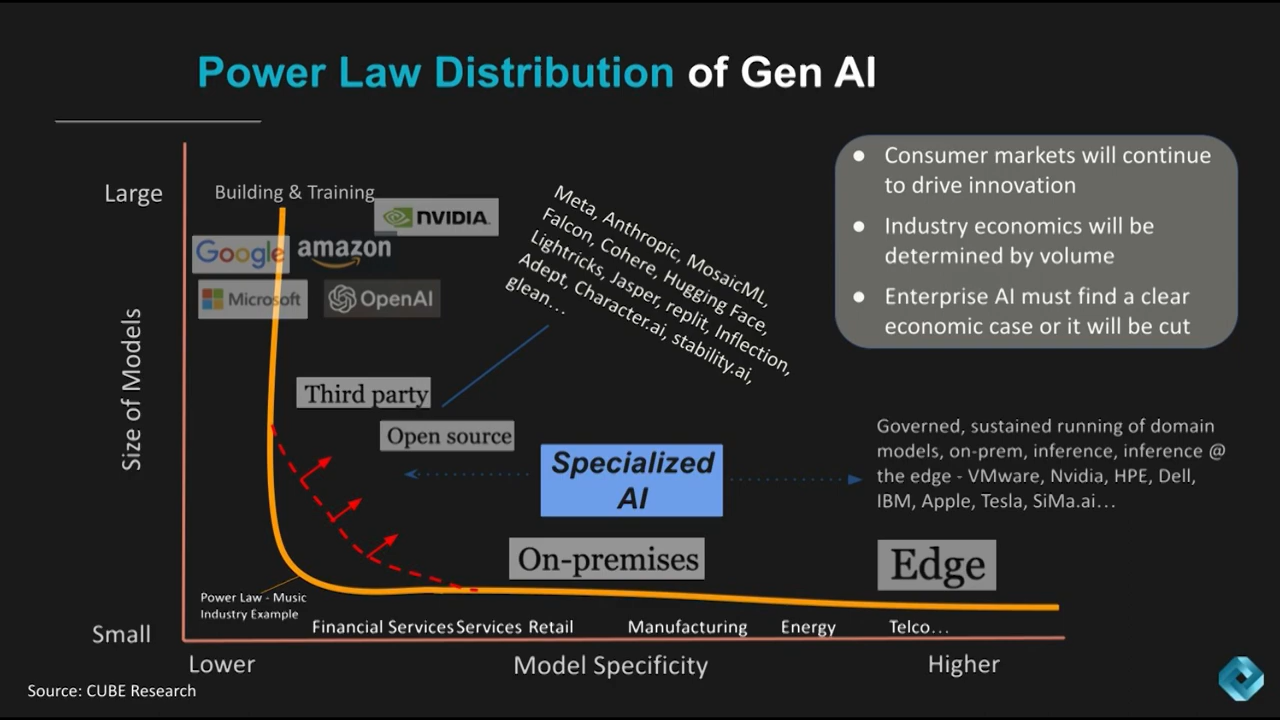 Power Law Distribution of Gen AI
Large
Building & Training
NVIDIA.
Google
amazon
Microsoft
OpenAI
Meta, Anthropic, MosaicML,
Falcon, Cohere, Hugging Face,
Lightricks, Jasper, replit, Inflection,
Adept, Character.ai, stability.ai,
glean...
● Consumer markets will continue
to drive innovation
● Industry economics will be
determined by volume
● Enterprise AI must find a clear
economic case or it will be cut
Size of Models
Third party
Open source
Specialized
AI
Governed, sustained running of domain
models, on-prem, inference, inference @
the edge - VMware, Nvidia, HPE, Dell,
IBM, Apple, Tesla, SiMa.ai...
On-premises
Edge
Power Law - Music
Industry Example
Financial Services Services Retail Manufacturing Energy Telco...
Small
Lower
Model Specificity
Higher
Source: CUBE Research